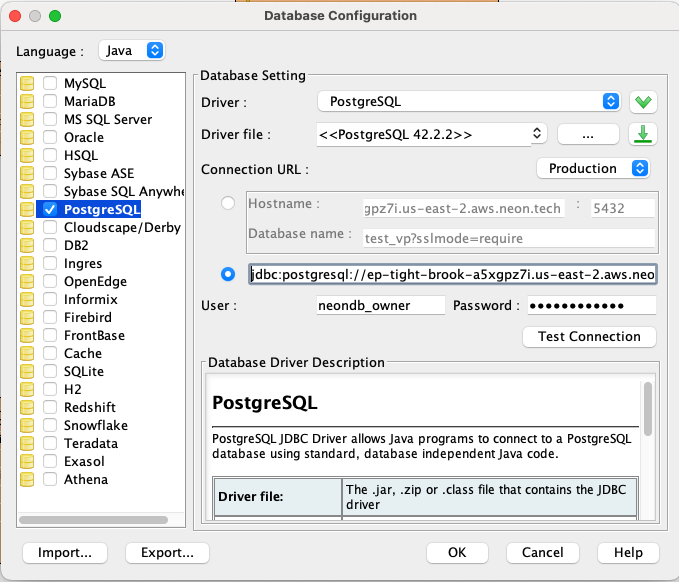 Database Configuration
Language :
Java
MySQL
MariaDB
MS SQL Server
Oracle
HSQL
Sybase ASE
Sybase SQL Anywhe
PostgreSQL
Cloudscape/Derby
DB2
Ingres
OpenEdge
Informix
Firebird
FrontBase
Cache
SQLite
H2
Redshift
Snowflake
Teradata
Exasol
Athena
Database Setting
Driver :
PostgreSQL
Driver file :
<<PostgreSQL 42.2.2>>
...
Connection URL :
Production
Hostname :
gpz7i.us-east-2.aws.neon.tech
:
5432
Database name :
test_vp?sslmode=require
jdbc:postgresql://ep-tight-brook-a5xgpz7i.us-east-2.aws.neo
User :
neondb_owner
Password :
●●●●●●●●●●●●
Test Connection
Database Driver Description
PostgreSQL
PostgreSQL JDBC Driver allows Java programs to connect to a PostgreSQL
database using standard, database independent Java code.
Driver file:
The .jar, .zip or .class file that contains the JDBC
driver
Import...
Export...
OK
Cancel
Help